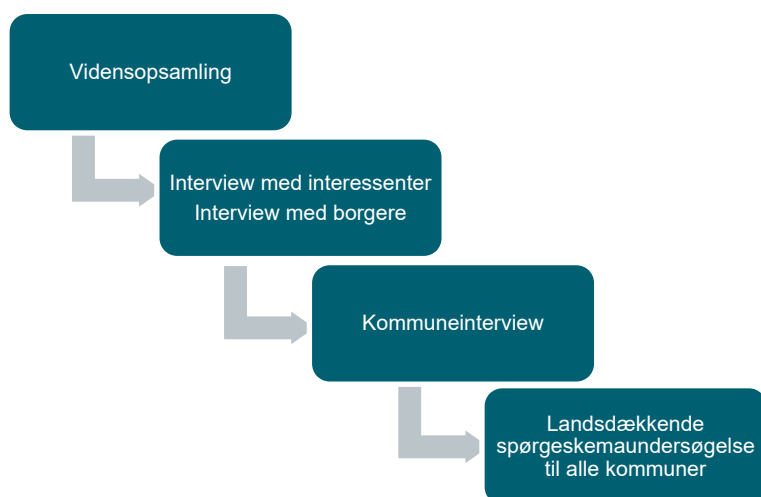 Vidensopsamling
Interview med interessenter
Interview med borgere
Kommuneinterview
Landsdækkende
spørgeskemaundersøgelse
til alle kommuner